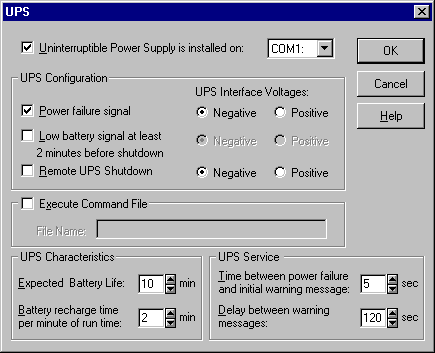 UPS
Uninterruptible Power Supply is installed on: COM1:
OK
Cancel
Help
UPS Configuration
UPS Interface Voltages:
Power failure signal Negative Positive
Low battery signal at least
2 minutes before shutdown Negative Positive
Remote UPS Shutdown Negative Positive
Execute Command File
File Name:
UPS Characteristics
Expected Battery Life: 10 min
Battery recharge time
per minute of run time: 2 min
UPS Service
Time between power failure
and initial warning message: 5 sec
Delay between warning
messages: 120 sec